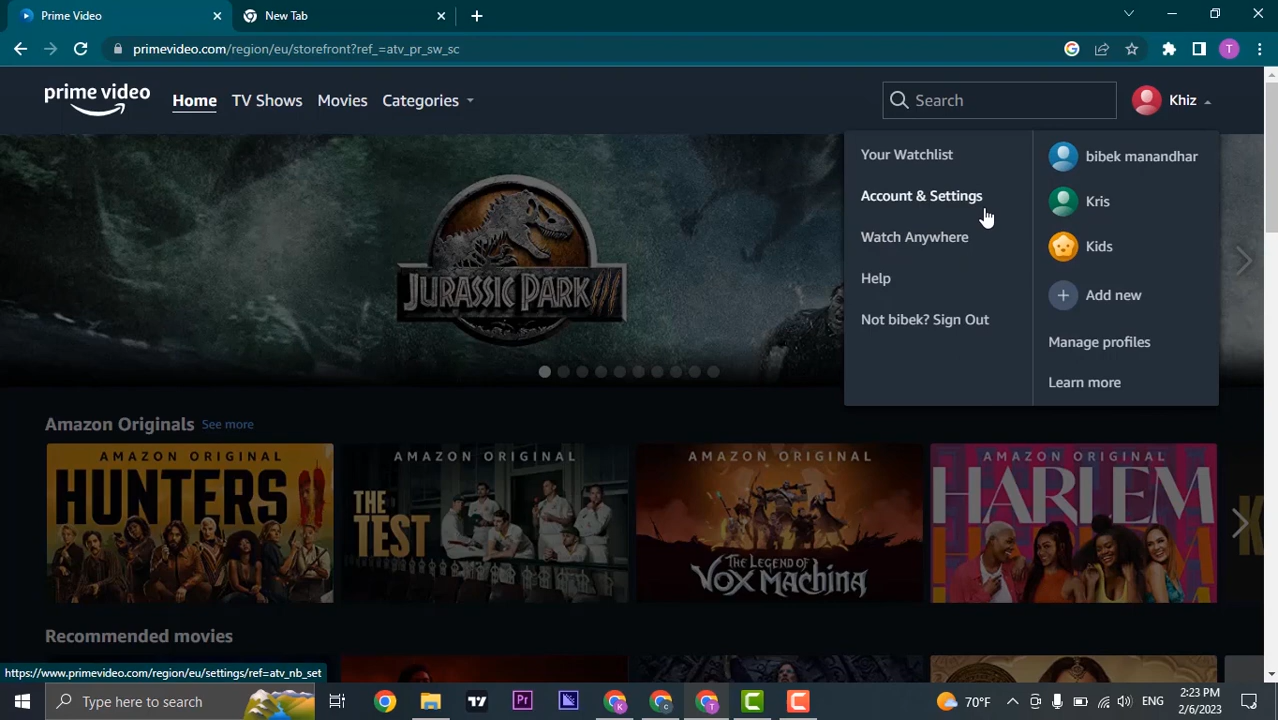 Prime Video
New Tab
primevideo.com/region/eu/storefront?ref_=atv_pr_sw_sc
T
prime video
Home
TV Shows
Movies
Categories
Search
Khiz
Your Watchlist
Account & Settings
Watch Anywhere
Help
Not bibek? Sign Out
bibek manandhar
Kris
Kids
Add new
Manage profiles
Learn more
JURASSIC PARK
Amazon Originals See more
AMAZON ORIGINAL
HUNTERS
AMAZON ORIGINAL
THE
TEST
AMAZON ORIGINAL
THE LEGEND OF
VOX MACHINA
AMAZON ORIGINAL
HARLEM
Recommended movies
https://www.primevideo.com/region/eu/settings/ref=atv_nb_set
Type here to search
Pr
K
C
T
70°F
ENG
2:23 PM
2/6/2023